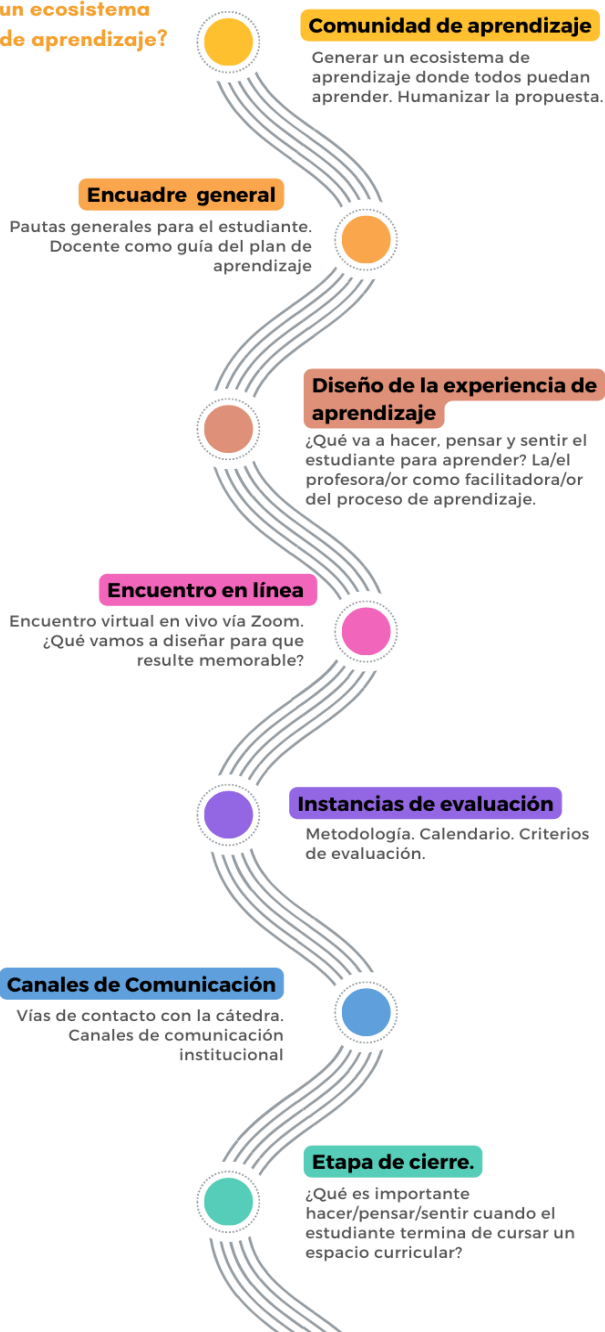 un ecosistema
de aprendizaje?
Comunidad de aprendizaje
Generar un ecosistema de
aprendizaje donde todos puedan
aprender. Humanizar la propuesta.
Encuadre general
Pautas generales para el estudiante.
Docente como guía del plan de
aprendizaje
Diseño de la experiencia de
aprendizaje
¿Qué va a hacer, pensar y sentir el
estudiante para aprender? La/el
profesora/or como facilitadora/or
del proceso de aprendizaje.
Encuentro en línea
Encuentro virtual en vivo vía Zoom.
¿Qué vamos a diseñar para que
resulte memorable?
Instancias de evaluación
Metodología. Calendario. Criterios
de evaluación.
Canales de Comunicación
Vías de contacto con la cátedra.
Canales de comunicación
institucional
Etapa de cierre.
¿Qué es importante
hacer/pensar/sentir cuando el
estudiante termina de cursar un
espacio curricular?